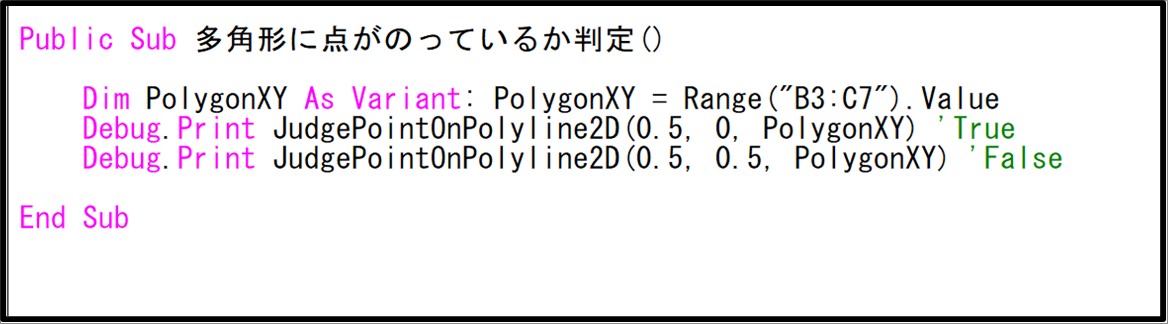 Public Sub 多角形に点がのっているか判定()
Dim PolygonXY As Variant: PolygonXY = Range("B3:C7").Value
Debug.Print JudgePointOnPolyline2D(0.5, 0, PolygonXY) 'True
Debug.Print JudgePointOnPolyline2D(0.5, 0.5, PolygonXY) 'False
End Sub